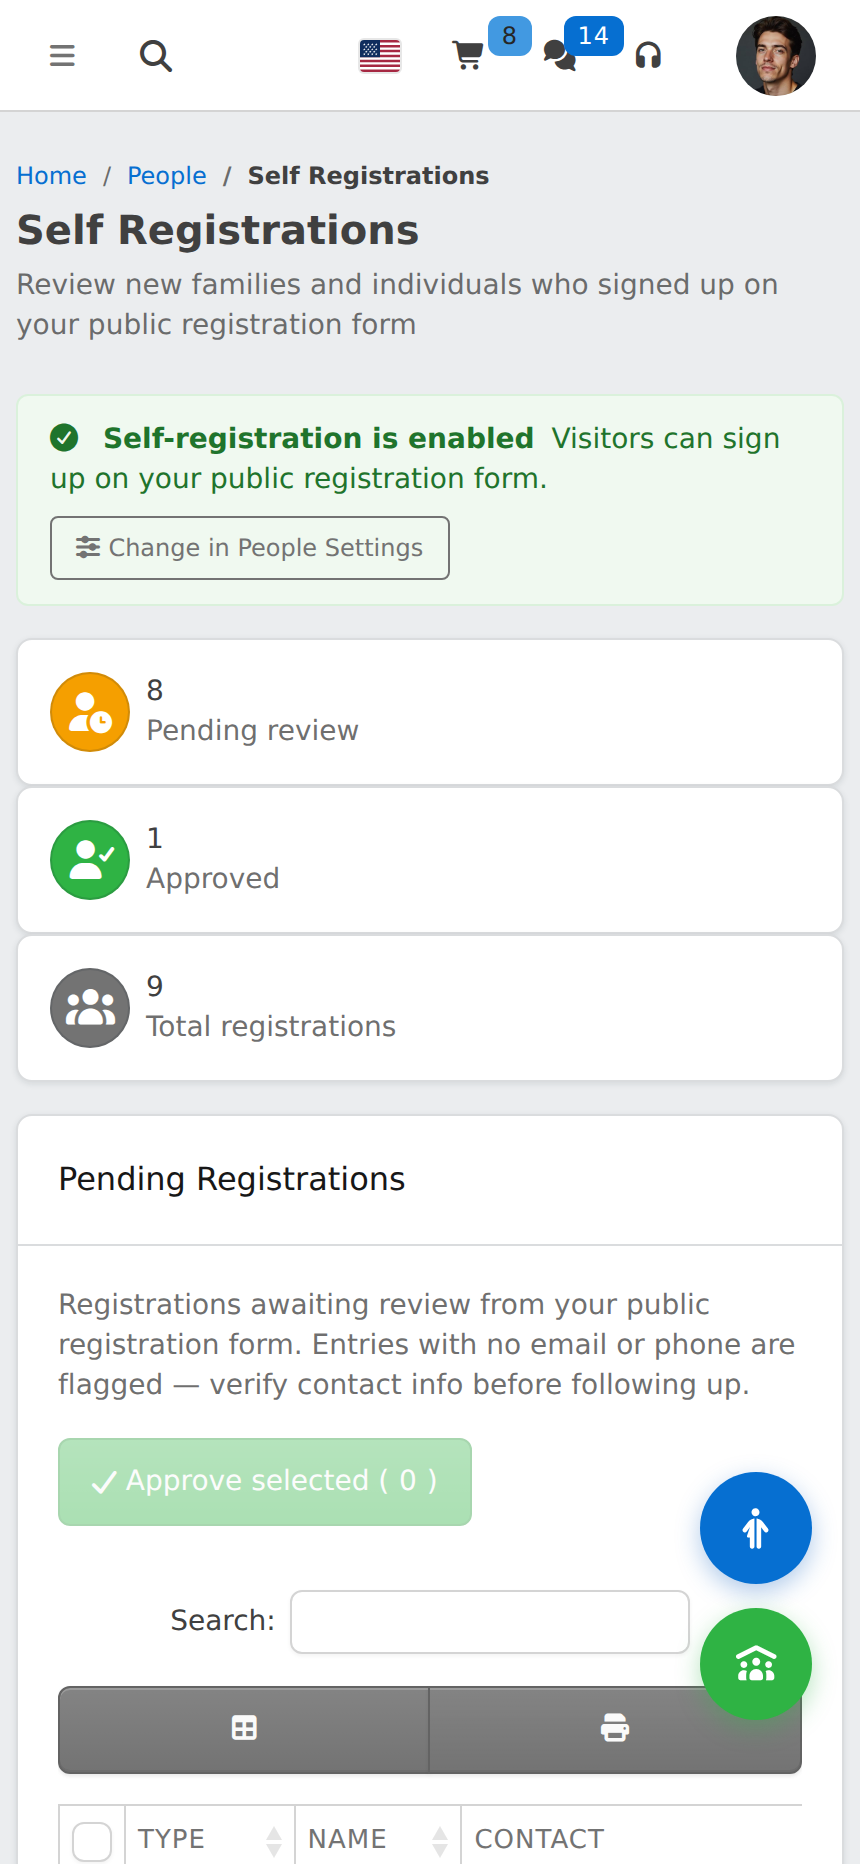 8
14
Home / People / Self Registrations
Self Registrations
Review new families and individuals who signed up on
your public registration form
Self-registration is enabled Visitors can sign
up on your public registration form.
Change in People Settings
8
Pending review
1
Approved
9
Total registrations
Pending Registrations
Registrations awaiting review from your public
registration form. Entries with no email or phone are
flagged — verify contact info before following up.
Approve selected ( 0 )
Search:
TYPE NAME CONTACT